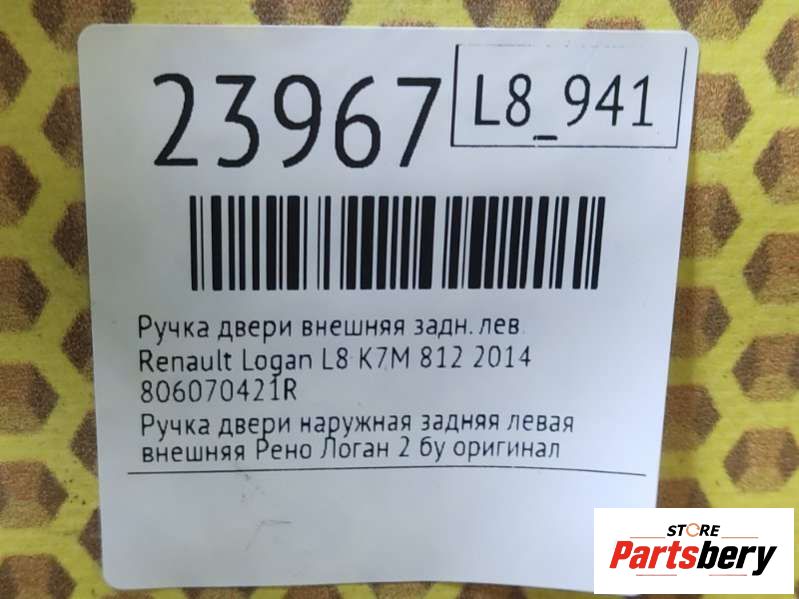 23967
L8_941
Ручка двери внешняя задн. лев.
Renault Logan L8 K7M 812 2014
806070421R
Ручка двери наружная задняя левая
внешняя Рено Логан 2 бу оригинал
STORE
Partsbery